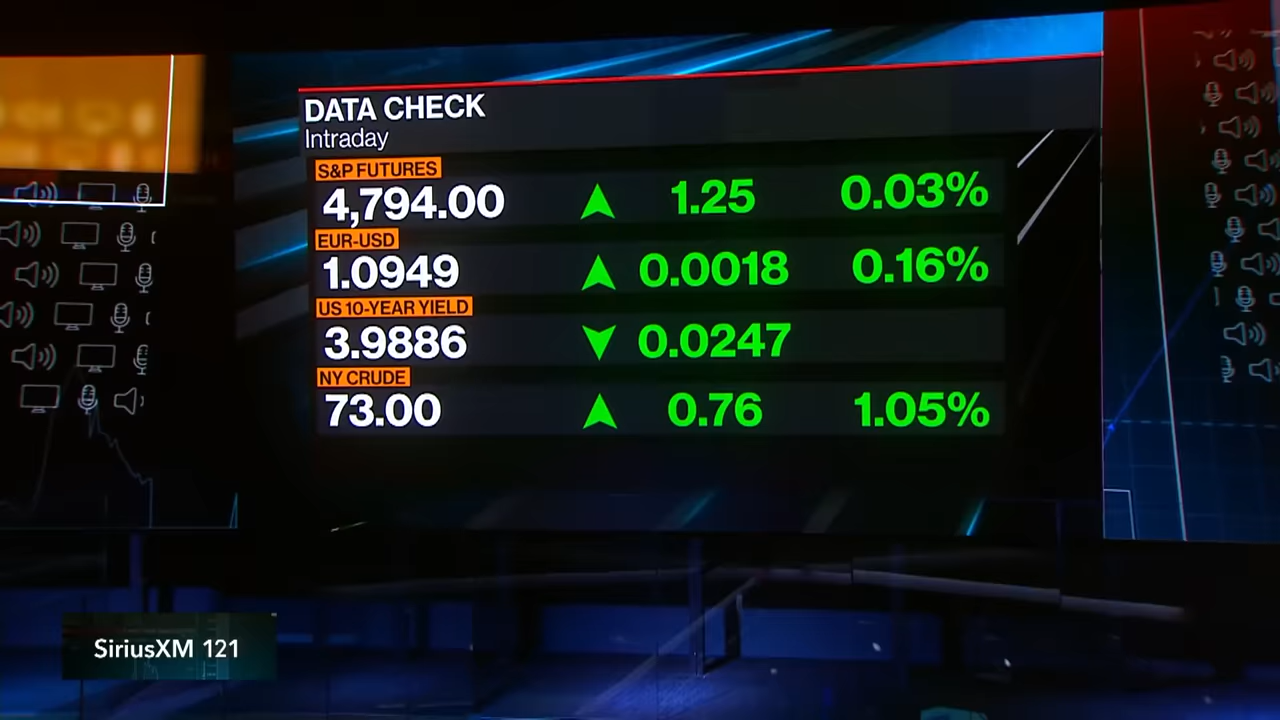 DATA CHECK
Intraday
S&P FUTURES
4,794.00 ▲ 1.25 0.03%
EUR-USD
1.0949 ▲ 0.0018 0.16%
US 10-YEAR YIELD
3.9886 ▼ 0.0247
NY CRUDE
73.00 ▲ 0.76 1.05%
SiriusXM 121